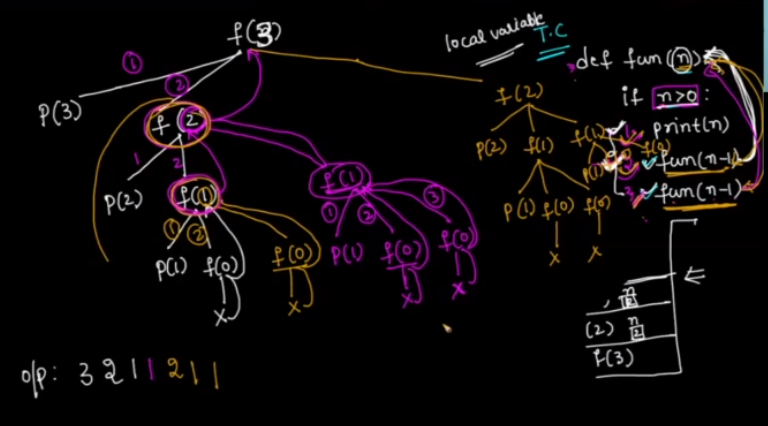 f(3)
local variable
T.C
① ②
P(3)
f(2)
def fun(n)
if n>0 :
print(n)
fun(n-1)
fun(n-1)
f(2)
P(2) f(1) f(1)
P(1) f(0) f(0)
x x
1 2
P(2) f(1)
f(1)
① ②
P(1) f(0) f(0)
x x
① ② ③
P(1) f(0) f(0)
x x
n
2
(2) n
2
f(3)
o/p: 3 2 1 1 2 1 1